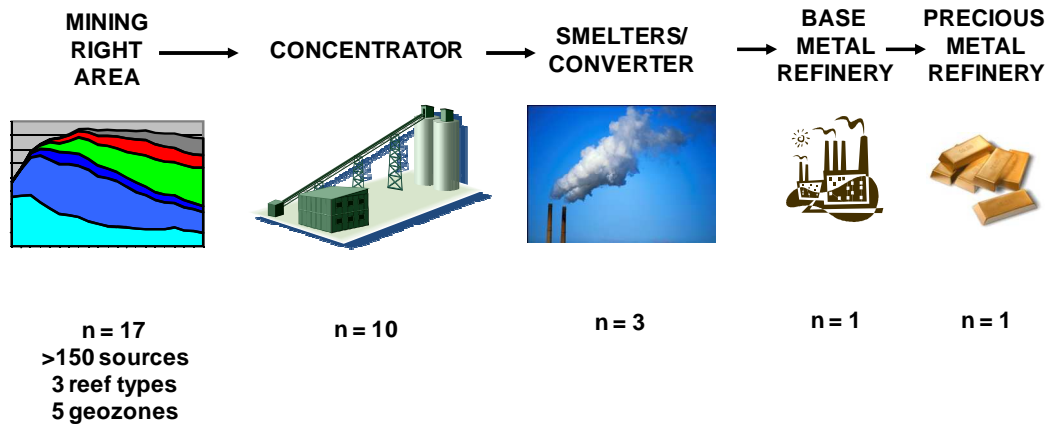 MINING
RIGHT
AREA
CONCENTRATOR
SMELTERS/
CONVERTER
BASE
METAL
REFINERY
PRECIOUS
METAL
REFINERY
n = 17
>150 sources
3 reef types
5 geozones
n = 10
n = 3
n = 1
n = 1